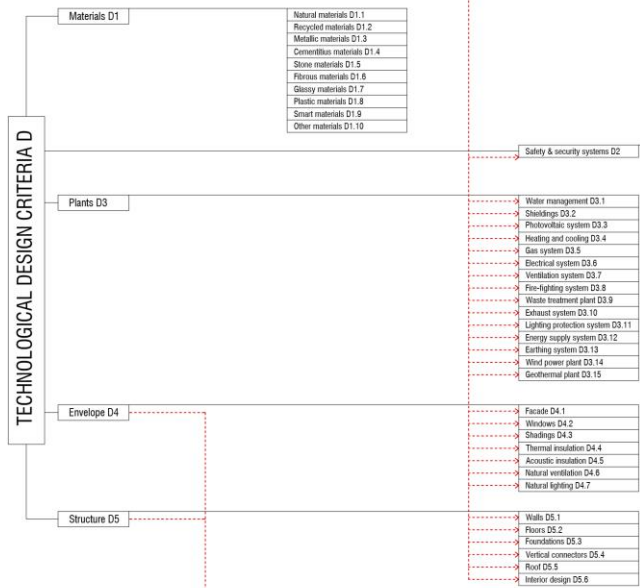 Materials D1
Natural materials D1.1
Recycled materials D1.2
Metallic materials D1.3
Cementitius materials D1.4
Stone materials D1.5
Fibrous materials D1.6
Glassy materials D1.7
Plastic materials D1.8
Smart materials D1.9
Other materials D1.10
TECHNOLOGICAL DESIGN CRITERIA D
Safety & security systems D2
Plants D3
Water management D3.1
Shieldings D3.2
Photovoltaic system D3.3
Heating and cooling D3.4
Gas system D3.5
Electrical system D3.6
Ventilation system D3.7
Fire-fighting system D3.8
Waste treatment plant D3.9
Exhaust system D3.10
Lighting protection system D3.11
Energy supply system D3.12
Earthing system D3.13
Wind power plant D3.14
Geothermal plant D3.15
Envelope D4
Facade D4.1
Windows D4.2
Shadings D4.3
Thermal insulation D4.4
Acoustic insulation D4.5
Natural ventilation D4.6
Natural lighting D4.7
Structure D5
Walls D5.1
Floors D5.2
Foundations D5.3
Vertical connectors D5.4
Roof D5.5
Interior design D5.6